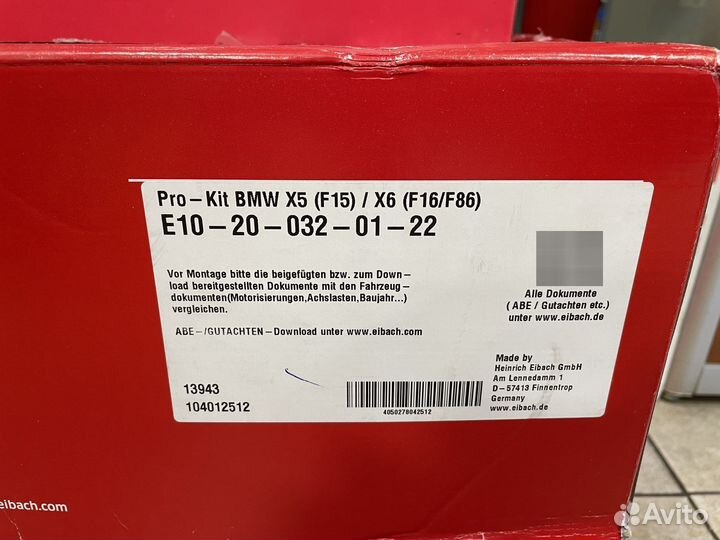 Pro-Kit BMW X5 (F15) / X6 (F16/F86)
E10-20-032-01-22
Vor Montage bitte die beigefügten bzw. zum Down-
load bereitgestellten Dokumente mit den Fahrzeug-
dokumenten(Motorisierungen,Achslasten,Baujahr...)
vergleichen.
ABE-/GUTACHTEN-Download unter www.eibach.com
Alle Dokumente
( ABE / Gutachten etc.)
unter www.eibach.de
13943
104012512
4050278042512
Made by
Heinrich Eibach GmbH
Am Lennedamm 1
D-57413 Finnentrop
Germany
www.eibach.de
eibach.com
Avito